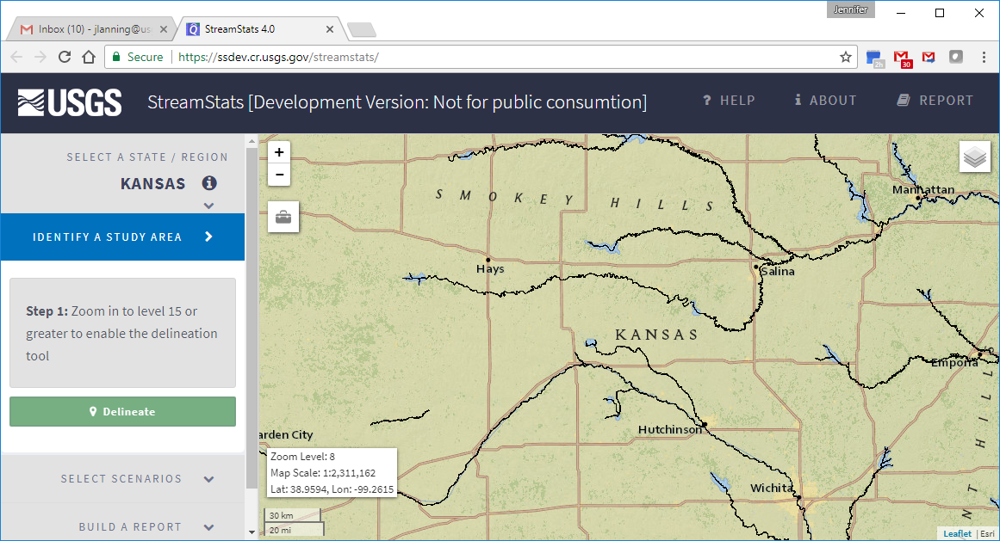 Jennifer
Inbox (10) - jlanning@us
StreamStats 4.0
Secure
https://ssdev.cr.usgs.gov/streamstats/
2h
30
USGS
StreamStats [Development Version: Not for public consumtion]
? HELP
i ABOUT
REPORT
SELECT A STATE / REGION
KANSAS
IDENTIFY A STUDY AREA
Step 1: Zoom in to level 15 or
greater to enable the delineation
tool
Delineate
SELECT SCENARIOS
BUILD A REPORT
+
−
SMOKEY HILLS
Manhattan
Hays
Salina
KANSAS
Emporia
Hutchinson
arden City
Wichita
NT HILL
Zoom Level: 8
Map Scale: 1:2,311,162
Lat: 38.9594, Lon: -99.2615
30 km
20 mi
Leaflet | Esri